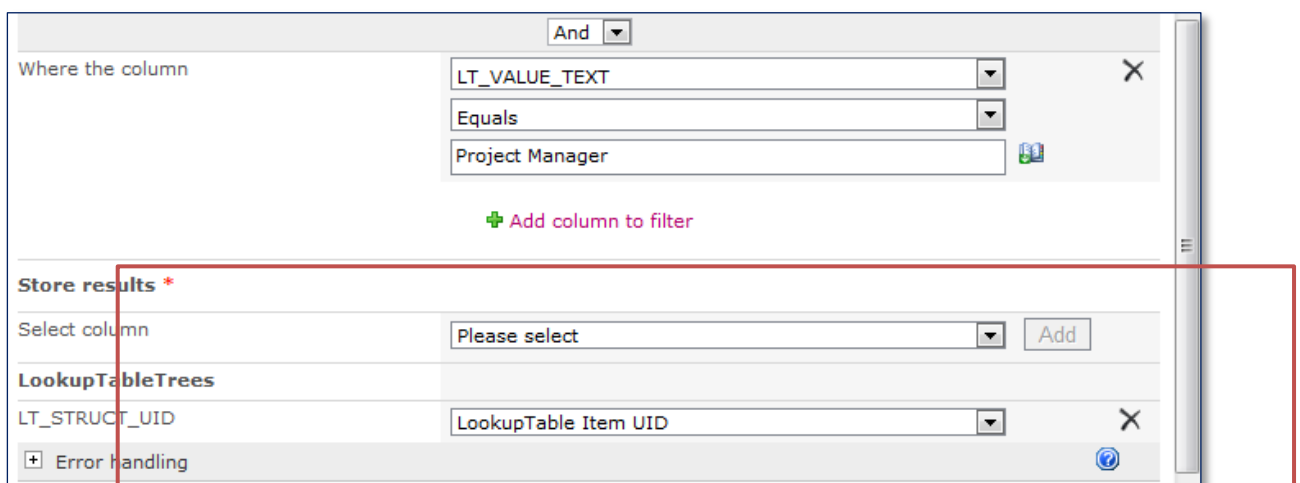 And
Where the column
LT_VALUE_TEXT
Equals
Project Manager
Add column to filter
Store results *
Select column
Please select
Add
LookupTableTrees
LT_STRUCT_UID
LookupTable Item UID
Error handling